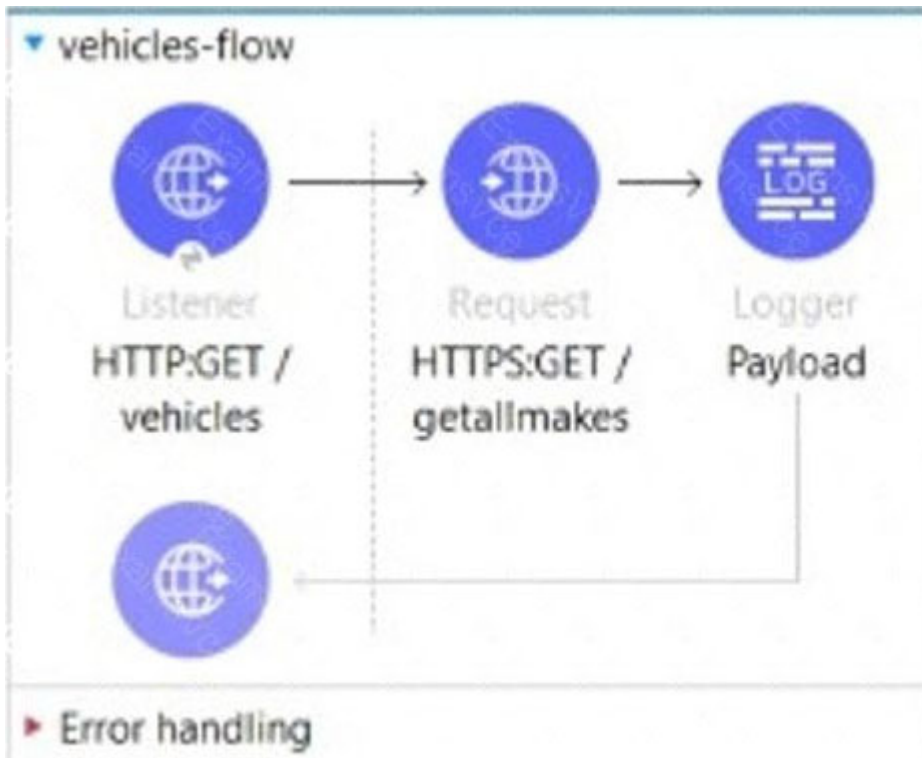 vehicles-flow
LOG
Listener
Request
Logger
HTTP:GET /
vehicles
HTTPS:GET /
getallmakes
Payload
Error handling